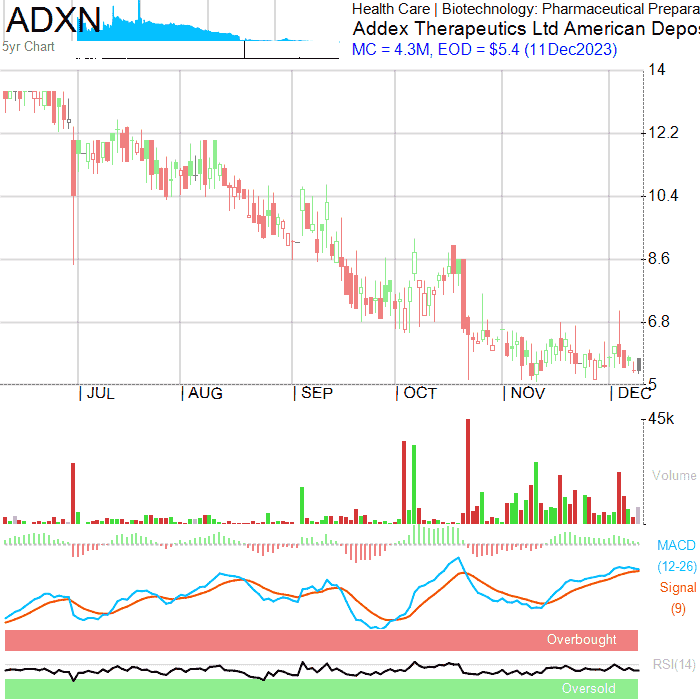 ADXN
5yr Chart
Health Care | Biotechnology: Pharmaceutical Prepara
Addex Therapeutics Ltd American Depos
MC = 4.3M, EOD = $5.4 (11Dec2023)
14
12.2
10.4
8.6
6.8
5
| JUL | AUG | SEP | OCT | NOV | DEC
45k
Volume
MACD
(12-26)
Signal
(9)
Overbought
RSI(14)
Oversold